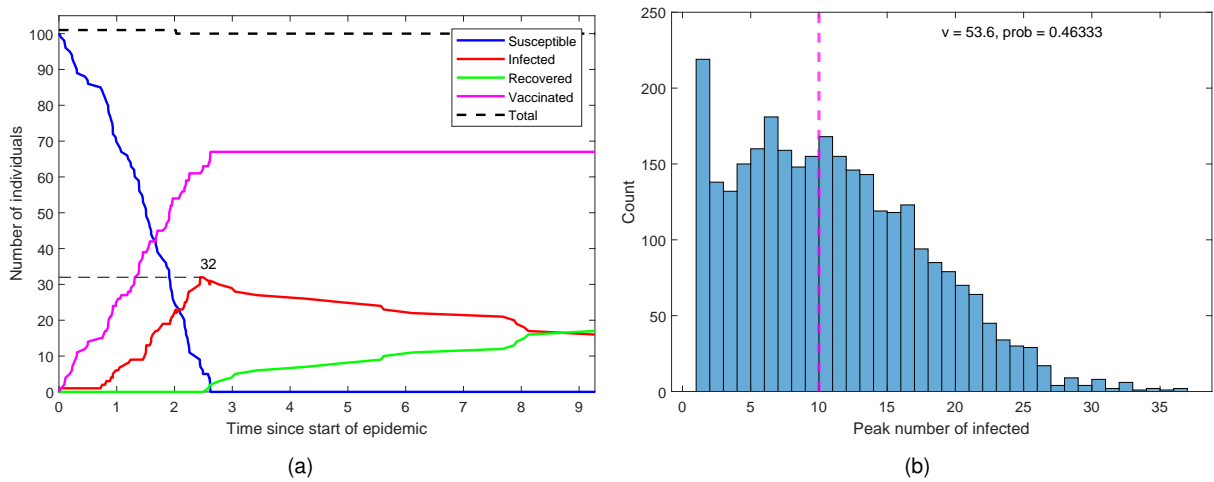 100
90
80
70
60
50
40
30
20
10
0
Number of individuals
Susceptible
Infected
Recovered
Vaccinated
Total
32
0 1 2 3 4 5 6 7 8 9
Time since start of epidemic
(a)
250
200
150
100
50
0
Count
v = 53.6, prob = 0.46333
0 5 10 15 20 25 30 35
Peak number of infected
(b)